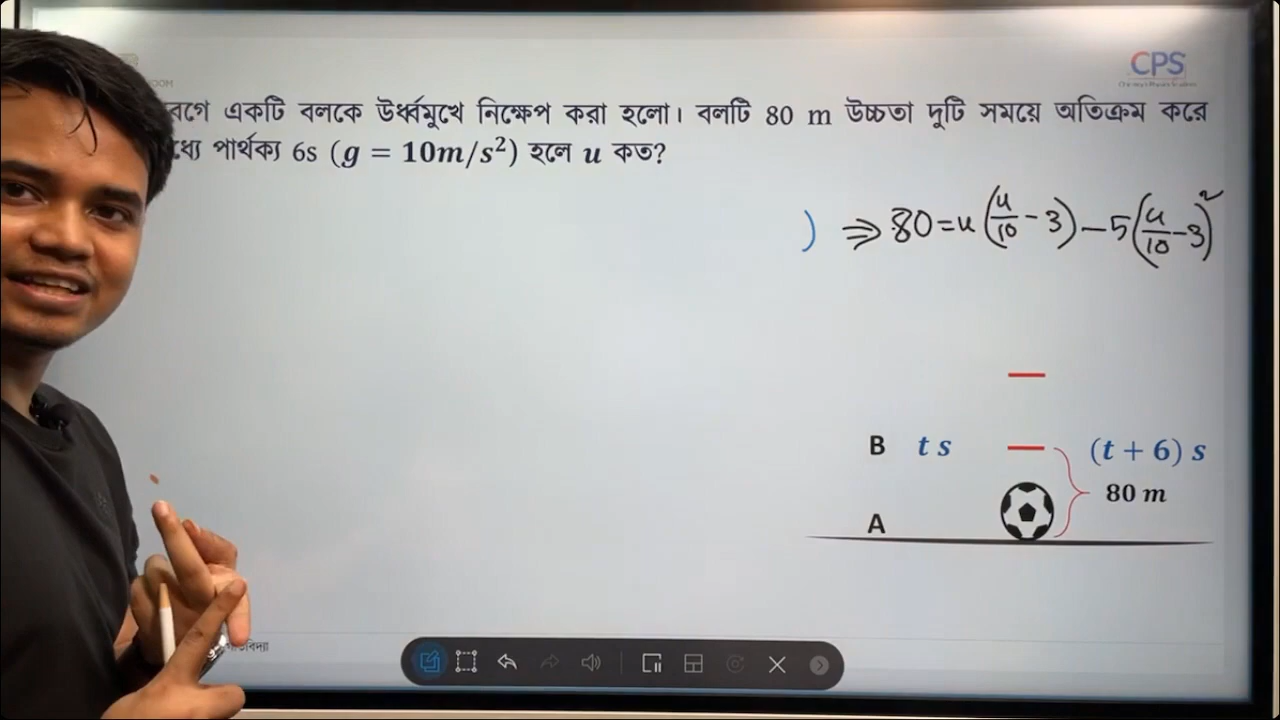 CPS
একটি বলকে উর্ধ্বমুখে নিক্ষেপ করা হলো। বলটি 80 m উচ্চতা দুটি সময়ে অতিক্রম করে
পার্থক্য 6s (g = 10m/s²) হলে u কত?
) ⇒ 80 = u(u/10 - 3) - 5(u/10 - 3)²
B t s (t + 6) s
80 m
A